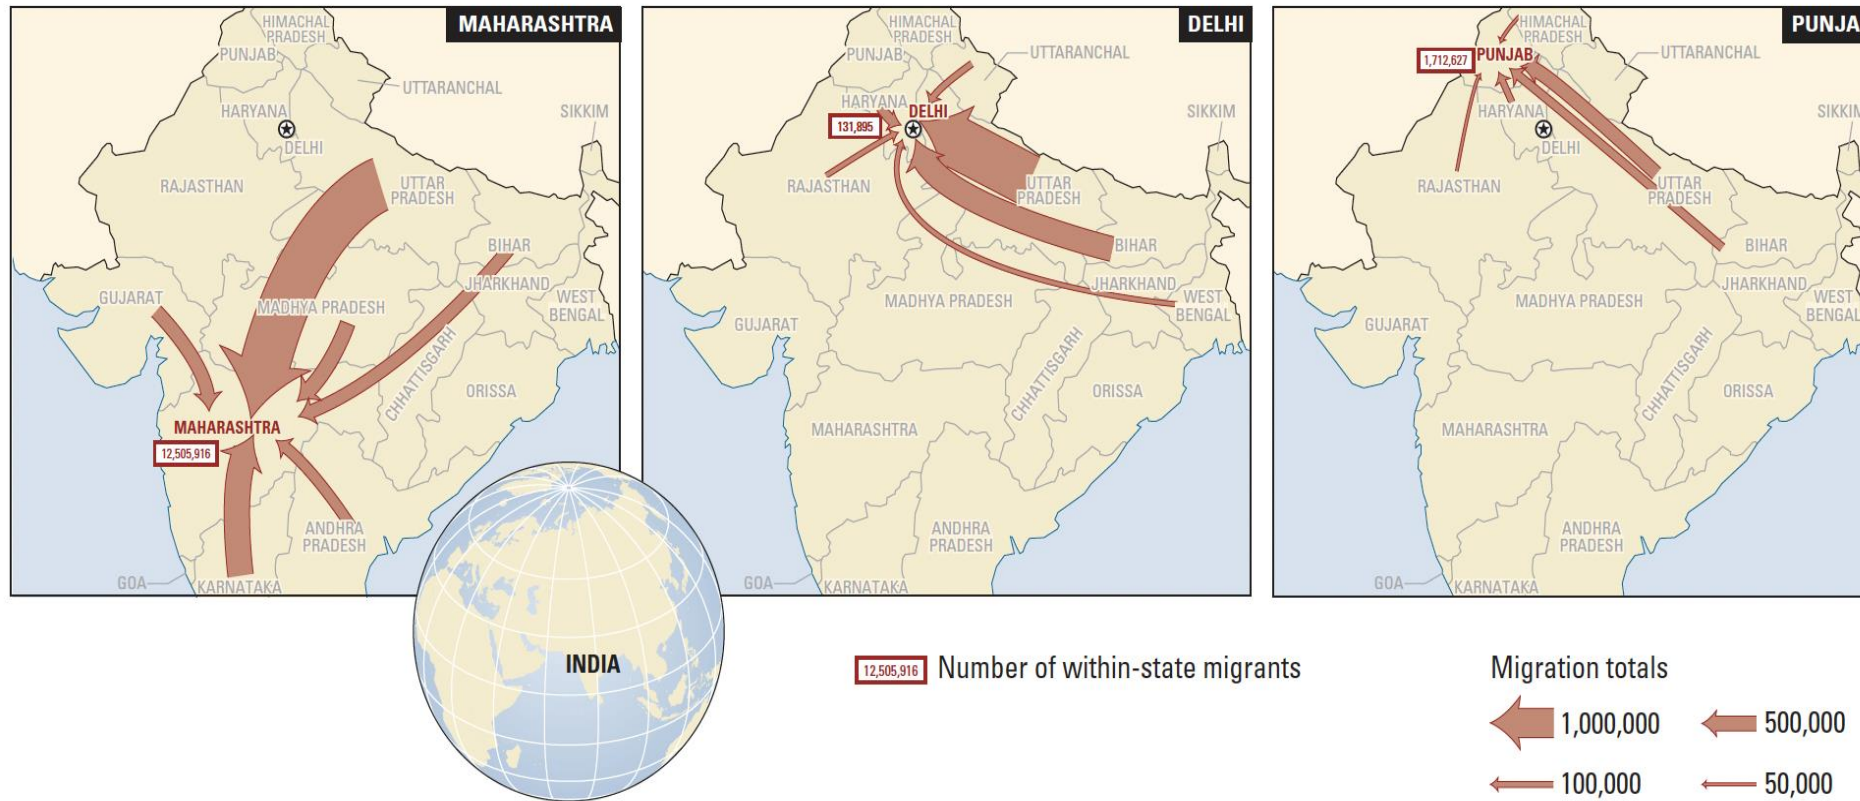 MAHARASHTRA
HIMACHAL
PRADESH
PUNJAB
UTTARANCHAL
HARYANA
DELHI
SIKKIM
RAJASTHAN
UTTAR
PRADESH
BIHAR
JHARKHAND
GUJARAT
MADHYA PRADESH
WEST
BENGAL
CHHATTISGARH
ORISSA
MAHARASHTRA
12,505,916
ANDHRA
PRADESH
GOA
KARNATAKA
DELHI
HIMACHAL
PRADESH
PUNJAB
UTTARANCHAL
HARYANA
DELHI
SIKKIM
131,895
RAJASTHAN
UTTAR
PRADESH
BIHAR
JHARKHAND
MADHYA PRADESH
WEST
BENGAL
GUJARAT
CHHATTISGARH
ORISSA
MAHARASHTRA
ANDHRA
PRADESH
GOA
KARNATAKA
PUNJA
HIMACHAL
PRADESH
PUNJAB
UTTARANCHAL
1,712,627
HARYANA
SIKKIM
DELHI
RAJASTHAN
UTTAR
PRADESH
BIHAR
JHARKHAND
MADHYA PRADESH
WEST
BENGAL
GUJARAT
CHHATTISGARH
ORISSA
MAHARASHTRA
ANDHRA
PRADESH
GOA
KARNATAKA
INDIA
12,505,916 Number of within-state migrants
Migration totals
1,000,000 500,000
100,000 50,000